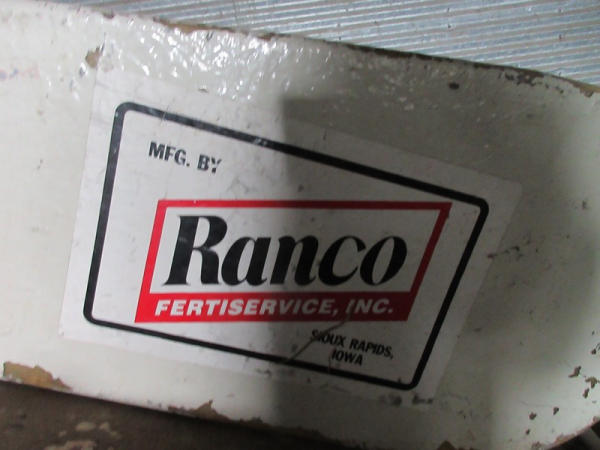 MFG. BY
Ranco
FERTISERVICE, INC.
SIOUX RAPIDS,
IOWA